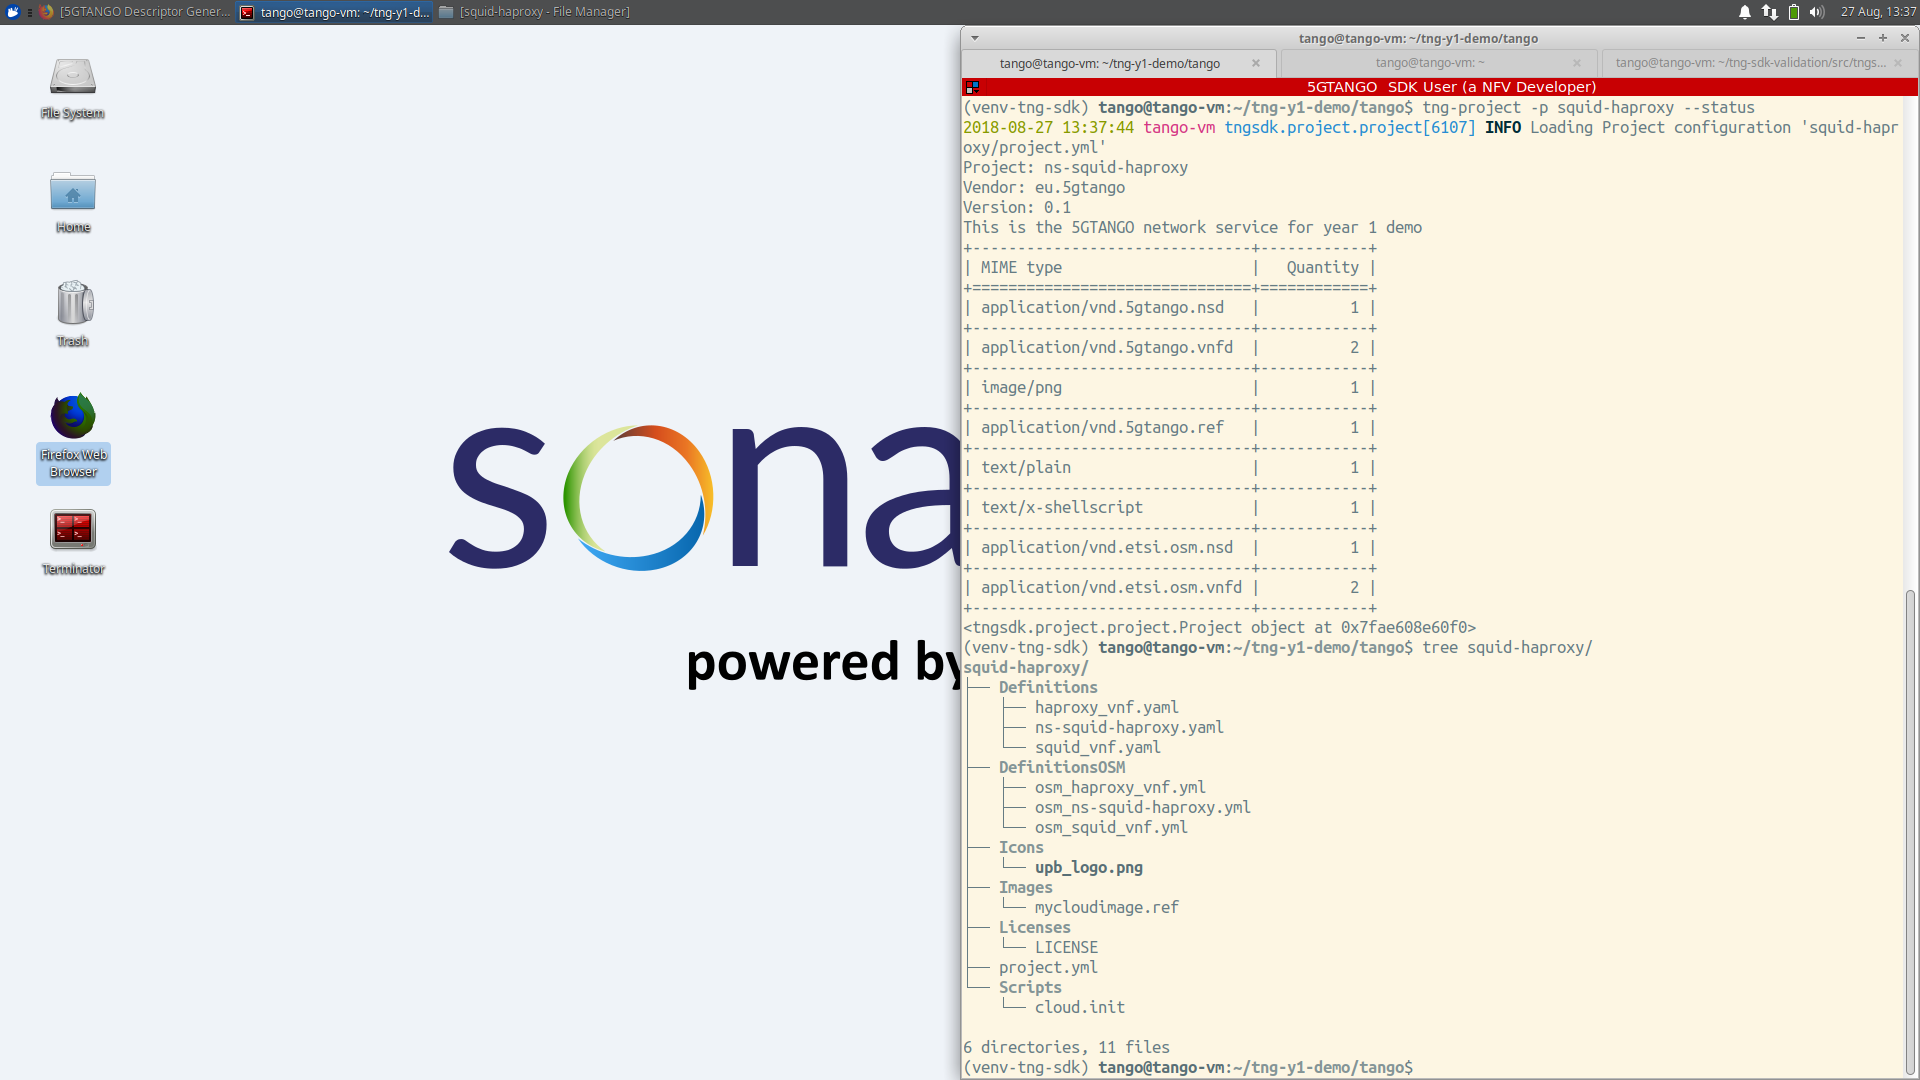 [5GTANGO Descriptor Gener...
tango@tango-vm: ~/tng-y1-d...
[squid-haproxy - File Manager]
27 Aug, 13:37
File System
Home
Trash
Firefox Web
Browser
Terminator
sona
powered by
tango@tango-vm: ~/tng-y1-demo/tango
tango@tango-vm: ~/tng-y1-demo/tango
tango@tango-vm: ~
tango@tango-vm: ~/tng-sdk-validation/src/tngs...
5GTANGO  SDK User (a NFV Developer)
(venv-tng-sdk) tango@tango-vm:~/tng-y1-demo/tango$ tng-project -p squid-haproxy --status
2018-08-27 13:37:44 tango-vm tngsdk.project.project[6107] INFO Loading Project configuration 'squid-hapr
oxy/project.yml'
Project: ns-squid-haproxy
Vendor: eu.5gtango
Version: 0.1
This is the 5GTANGO network service for year 1 demo
+-------------------------------+------------+
| MIME type                     |   Quantity |
+===============================+============+
| application/vnd.5gtango.nsd   |          1 |
+-------------------------------+------------+
| application/vnd.5gtango.vnfd  |          2 |
+-------------------------------+------------+
| image/png                     |          1 |
+-------------------------------+------------+
| application/vnd.5gtango.ref   |          1 |
+-------------------------------+------------+
| text/plain                    |          1 |
+-------------------------------+------------+
| text/x-shellscript            |          1 |
+-------------------------------+------------+
| application/vnd.etsi.osm.nsd  |          1 |
+-------------------------------+------------+
| application/vnd.etsi.osm.vnfd |          2 |
+-------------------------------+------------+
<tngsdk.project.project.Project object at 0x7fae608e60f0>
(venv-tng-sdk) tango@tango-vm:~/tng-y1-demo/tango$ tree squid-haproxy/
squid-haproxy/
├── Definitions
│   ├── haproxy_vnf.yaml
│   ├── ns-squid-haproxy.yaml
│   └── squid_vnf.yaml
├── DefinitionsOSM
│   ├── osm_haproxy_vnf.yml
│   ├── osm_ns-squid-haproxy.yml
│   └── osm_squid_vnf.yml
├── Icons
│   └── upb_logo.png
├── Images
│   └── mycloudimage.ref
├── Licenses
│   └── LICENSE
├── project.yml
└── Scripts
    └── cloud.init
6 directories, 11 files
(venv-tng-sdk) tango@tango-vm:~/tng-y1-demo/tango$